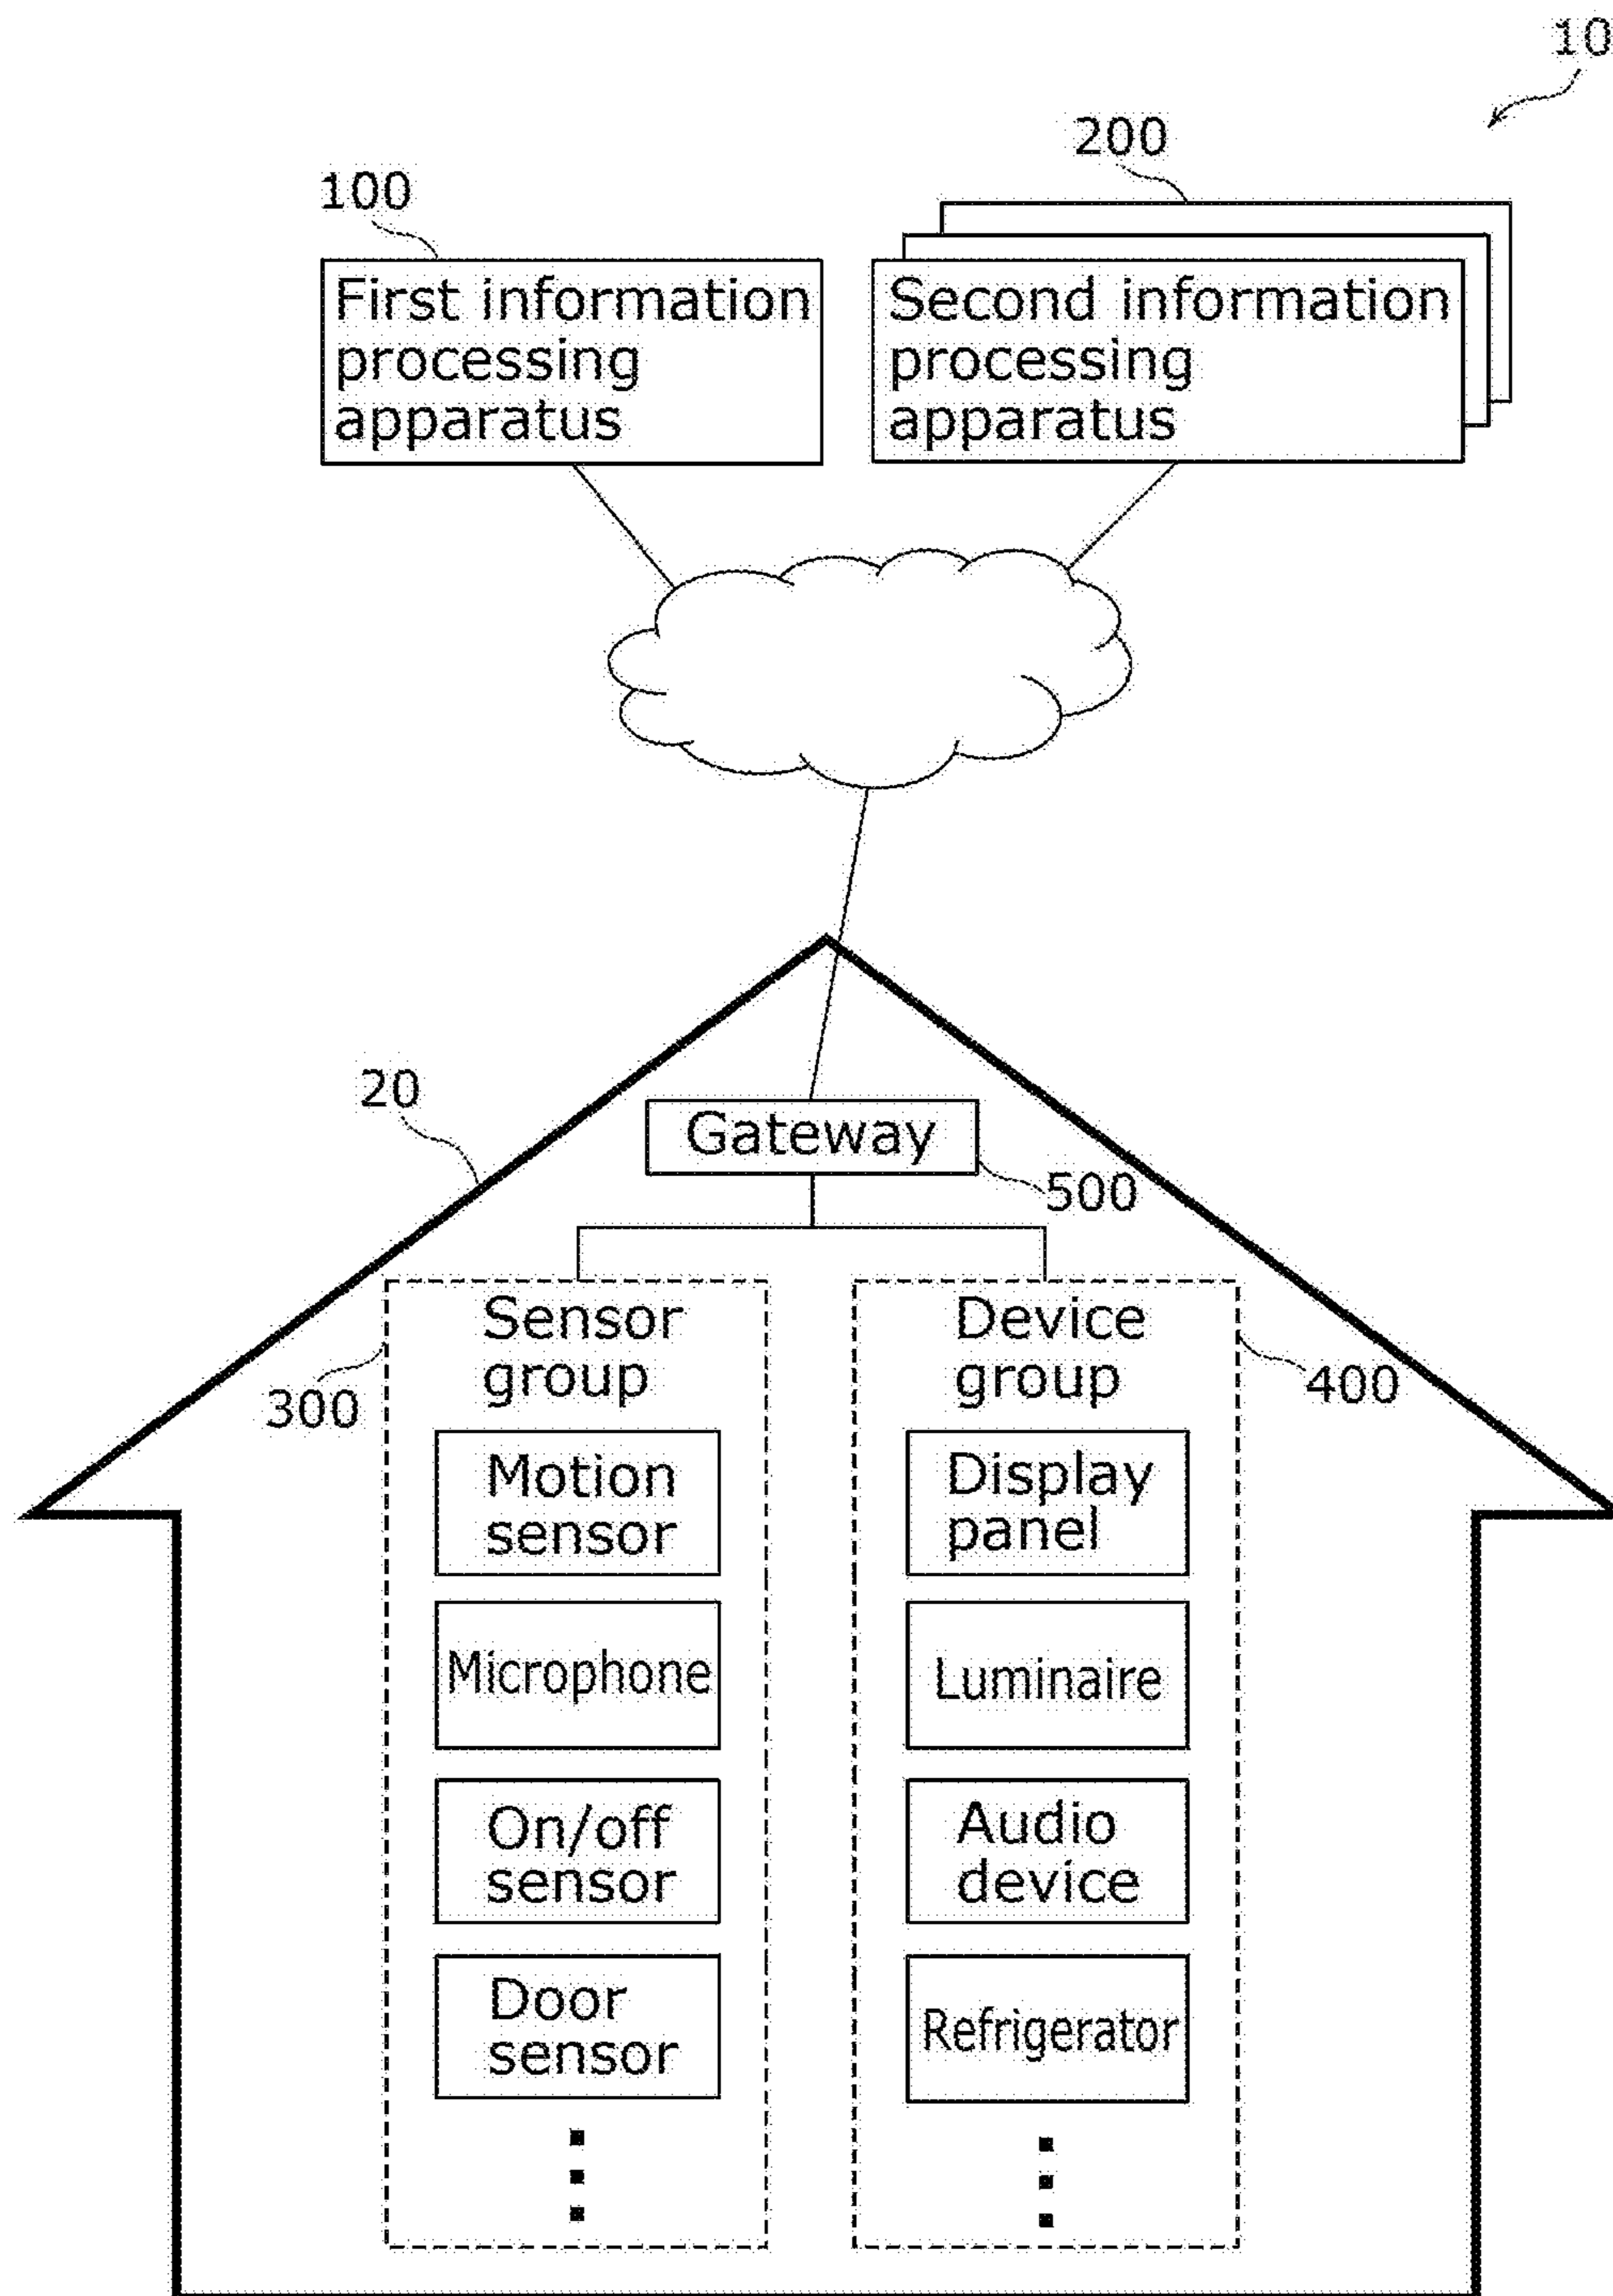 10
200
100
First information
processing
apparatus
Second information
processing
apparatus
20
Gateway
500
Sensor
group
300
Device
group
400
Motion
sensor
Microphone
On/off
sensor
Door
sensor
Display
panel
Luminaire
Audio
device
Refrigerator